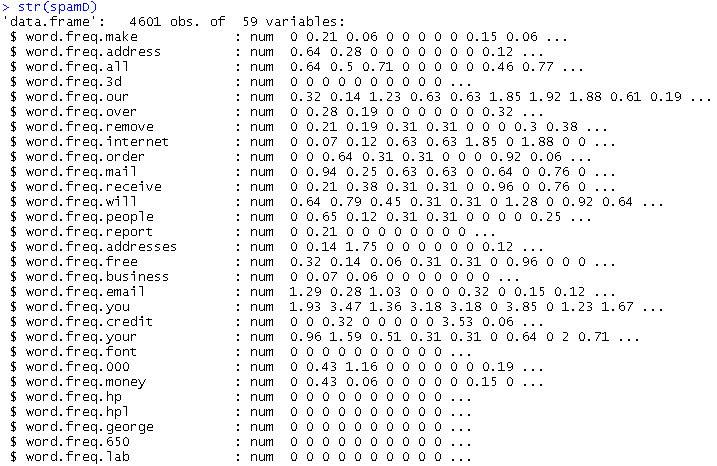 > str(spamD)
'data.frame':   4601 obs. of  59 variables:
 $ word.freq.make            : num  0 0.21 0.06 0 0 0 0 0 0.15 0.06 ...
 $ word.freq.address         : num  0.64 0.28 0 0 0 0 0 0 0 0.12 ...
 $ word.freq.all             : num  0.64 0.5 0.71 0 0 0 0 0 0.46 0.77 ...
 $ word.freq.3d              : num  0 0 0 0 0 0 0 0 0 0 ...
 $ word.freq.our             : num  0.32 0.14 1.23 0.63 0.63 1.85 1.92 1.88 0.61 0.19 ...
 $ word.freq.over            : num  0 0.28 0.19 0 0 0 0 0 0 0.32 ...
 $ word.freq.remove          : num  0 0.21 0.19 0.31 0.31 0 0 0 0.3 0.38 ...
 $ word.freq.internet        : num  0 0.07 0.12 0.63 0.63 1.85 0 1.88 0 0 ...
 $ word.freq.order           : num  0 0 0.64 0.31 0.31 0 0 0 0.92 0.06 ...
 $ word.freq.mail            : num  0 0.94 0.25 0.63 0.63 0 0.64 0 0.76 0 ...
 $ word.freq.receive         : num  0 0.21 0.38 0.31 0.31 0 0.96 0 0.76 0 ...
 $ word.freq.will            : num  0.64 0.79 0.45 0.31 0.31 0 1.28 0 0.92 0.64 ...
 $ word.freq.people          : num  0 0.65 0.12 0.31 0.31 0 0 0 0 0.25 ...
 $ word.freq.report          : num  0 0.21 0 0 0 0 0 0 0 0 ...
 $ word.freq.addresses       : num  0 0.14 1.75 0 0 0 0 0 0 0.12 ...
 $ word.freq.free            : num  0.32 0.14 0.06 0.31 0.31 0 0.96 0 0 0 ...
 $ word.freq.business        : num  0 0.07 0.06 0 0 0 0 0 0 0 ...
 $ word.freq.email           : num  1.29 0.28 1.03 0 0 0 0.32 0 0.15 0.12 ...
 $ word.freq.you             : num  1.93 3.47 1.36 3.18 3.18 0 3.85 0 1.23 1.67 ...
 $ word.freq.credit          : num  0 0 0.32 0 0 0 0 0 3.53 0.06 ...
 $ word.freq.your            : num  0.96 1.59 0.51 0.31 0.31 0 0.64 0 2 0.71 ...
 $ word.freq.font            : num  0 0 0 0 0 0 0 0 0 0 ...
 $ word.freq.000             : num  0 0.43 1.16 0 0 0 0 0 0 0.19 ...
 $ word.freq.money           : num  0 0.43 0.06 0 0 0 0 0 0.15 0 ...
 $ word.freq.hp              : num  0 0 0 0 0 0 0 0 0 0 ...
 $ word.freq.hpl             : num  0 0 0 0 0 0 0 0 0 0 ...
 $ word.freq.george          : num  0 0 0 0 0 0 0 0 0 0 ...
 $ word.freq.650             : num  0 0 0 0 0 0 0 0 0 0 ...
 $ word.freq.lab             : num  0 0 0 0 0 0 0 0 0 0 ...